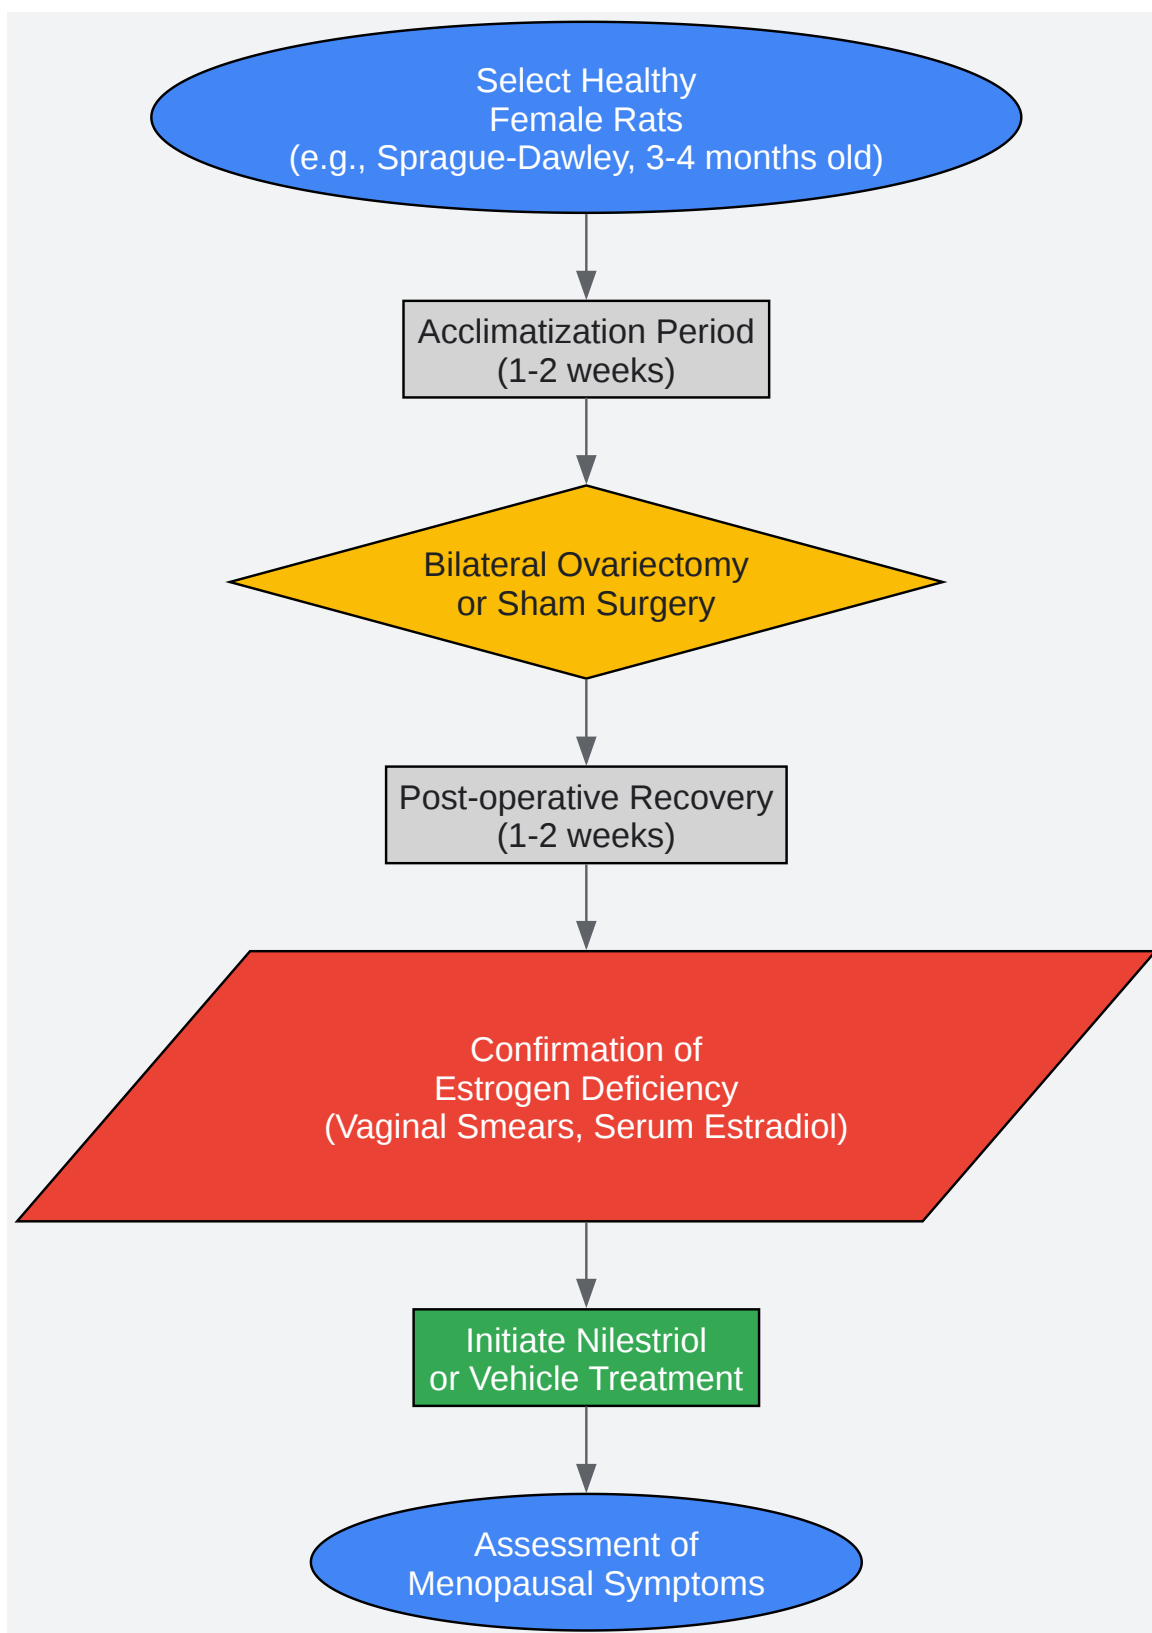 Select Healthy
Female Rats
(e.g., Sprague-Dawley, 3-4 months old)
Acclimatization Period
(1-2 weeks)
Bilateral Ovariectomy
or Sham Surgery
Post-operative Recovery
(1-2 weeks)
Confirmation of
Estrogen Deficiency
(Vaginal Smears, Serum Estradiol)
Initiate Nilestriol
or Vehicle Treatment
Assessment of
Menopausal Symptoms